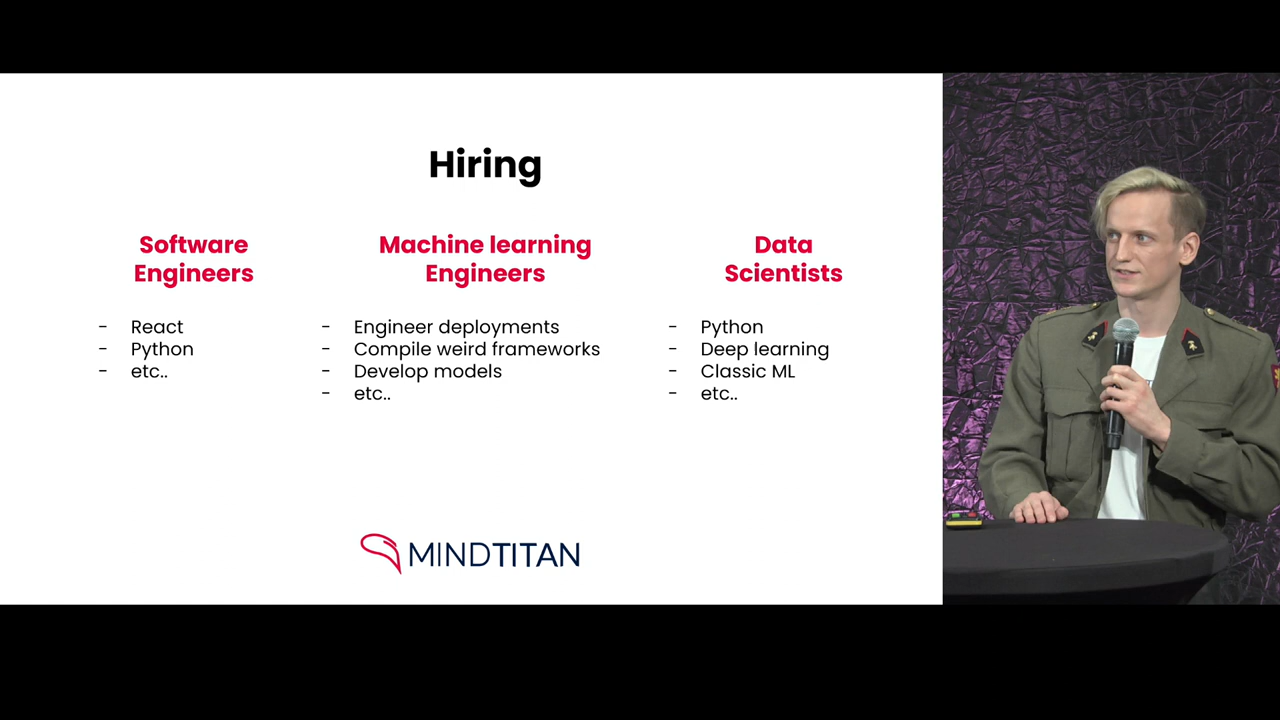 Hiring
Software
Engineers
- React
- Python
- etc..
Machine learning
Engineers
- Engineer deployments
- Compile weird frameworks
- Develop models
- etc..
Data
Scientists
- Python
- Deep learning
- Classic ML
- etc..
MINDTITAN